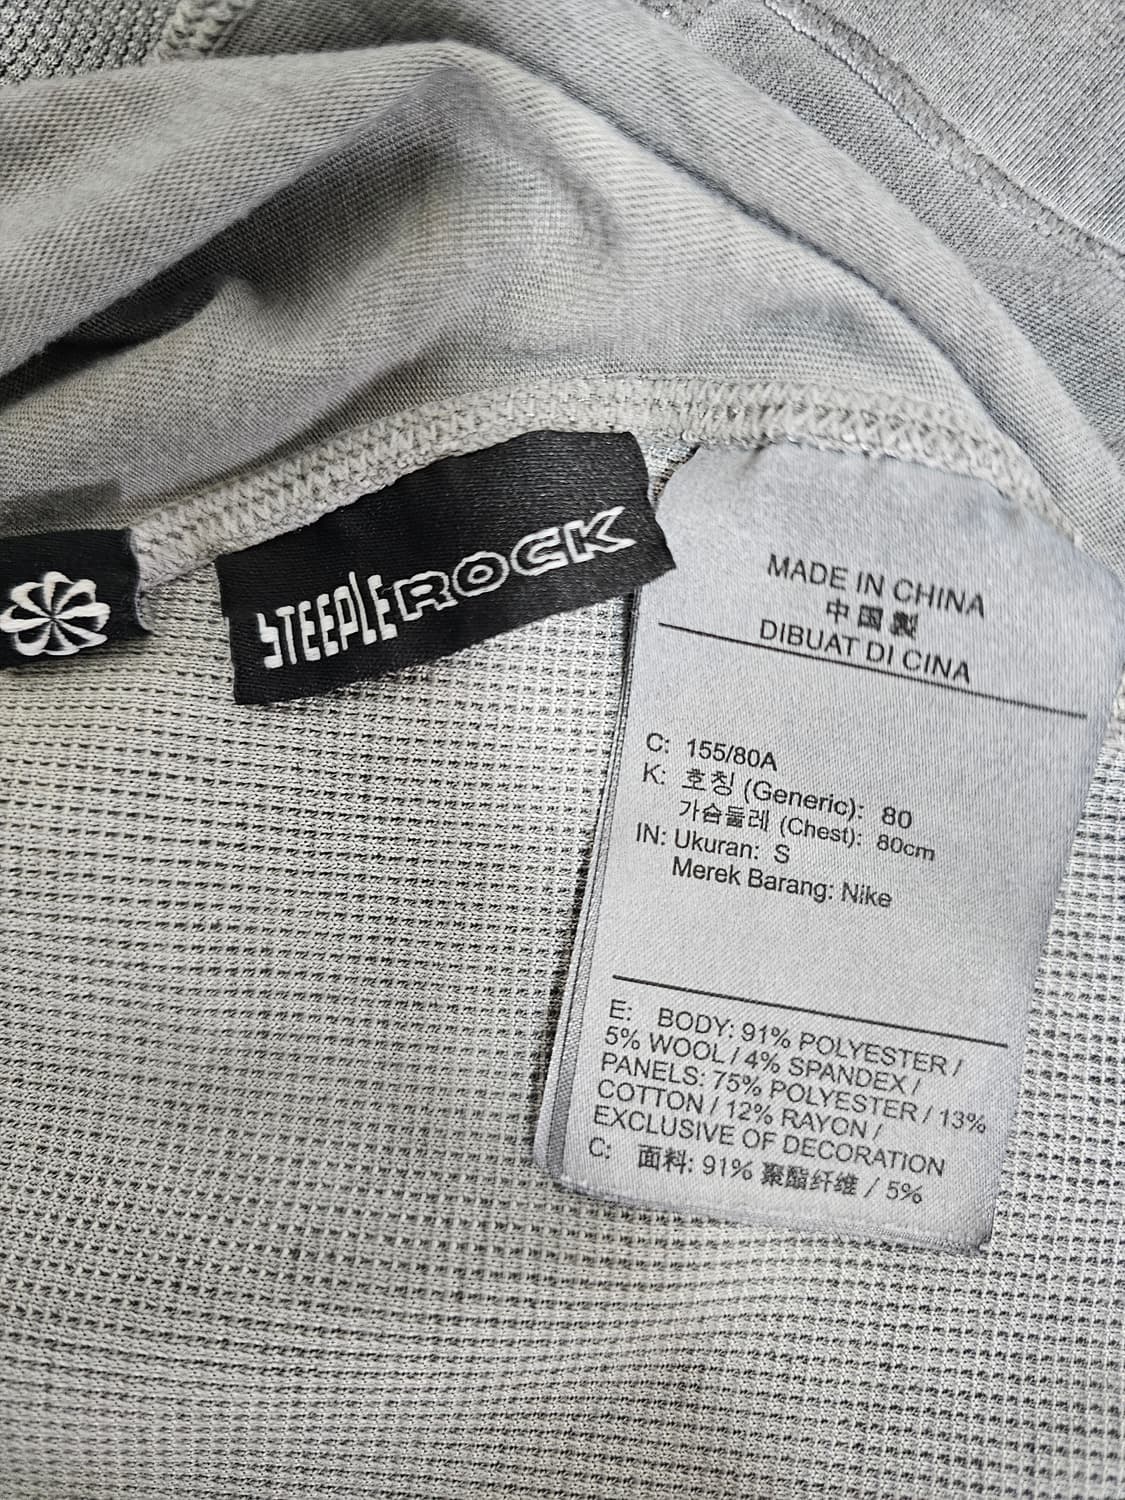 STEEPLEROCK
MADE IN CHINA
中国製
DIBUAT DI CINA
C: 155/80A
K: 호칭 (Generic): 80
가슴둘레 (Chest): 80cm
IN: Ukuran: S
Merek Barang: Nike
E: BODY: 91% POLYESTER /
5% WOOL / 4% SPANDEX /
PANELS: 75% POLYESTER / 13%
COTTON / 12% RAYON /
EXCLUSIVE OF DECORATION
C: 面料: 91% 聚酯纤维 / 5%